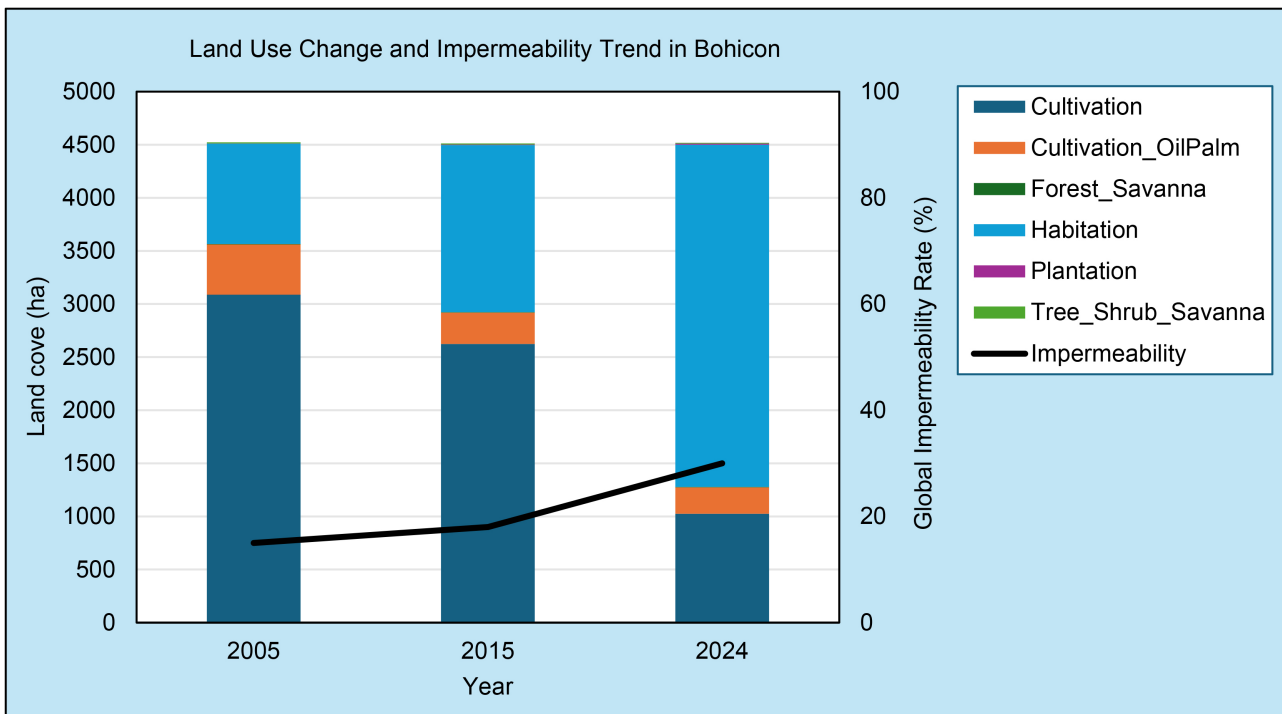 Land Use Change and Impermeability Trend in Bohicon
Land cove (ha)
5000
4500
4000
3500
3000
2500
2000
1500
1000
500
0
2005
2015
2024
Year
100
80
60
40
20
0
Global Impermeability Rate (%)
Cultivation
Cultivation_OilPalm
Forest_Savanna
Habitation
Plantation
Tree_Shrub_Savanna
Impermeability